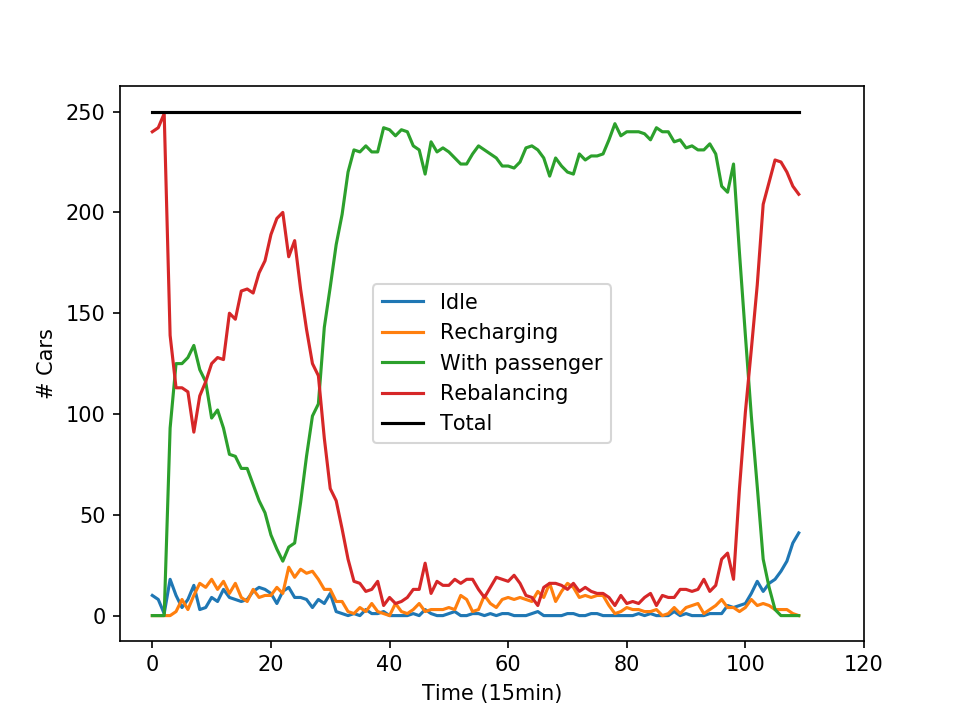 250
200
150
100
50
0
# Cars
Idle
Recharging
With passenger
Rebalancing
Total
0 20 40 60 80 100 120
Time (15min)